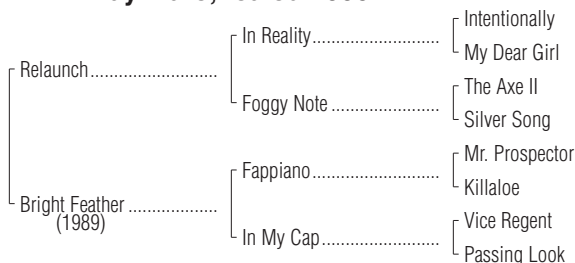 In Reality
Intentionally
My Dear Girl
Relaunch
Foggy Note
The Axe II
Silver Song
Fappiano
Mr. Prospector
Killaloe
Bright Feather
(1989)
In My Cap
Vice Regent
Passing Look